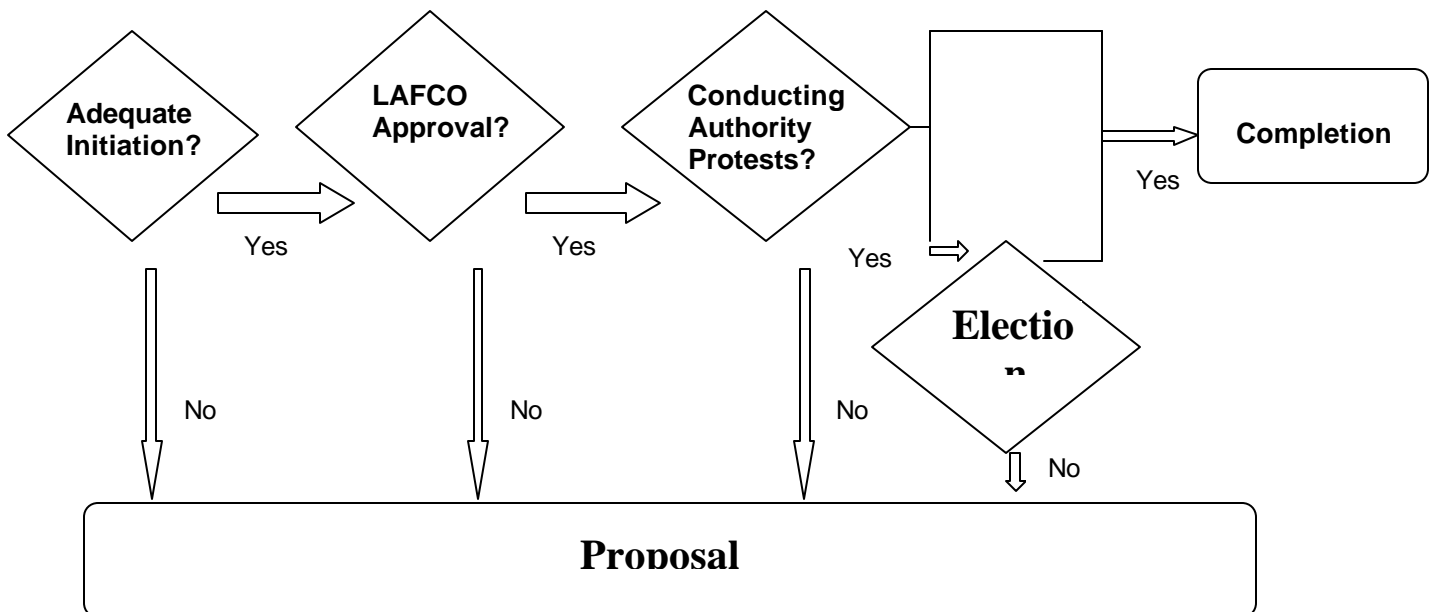 Adequate
Initiation?
LAFCO
Approval?
Conducting
Authority
Protests?
Completion
Yes
Yes
Yes
Yes
Electio
n
No
No
No
No
Proposal